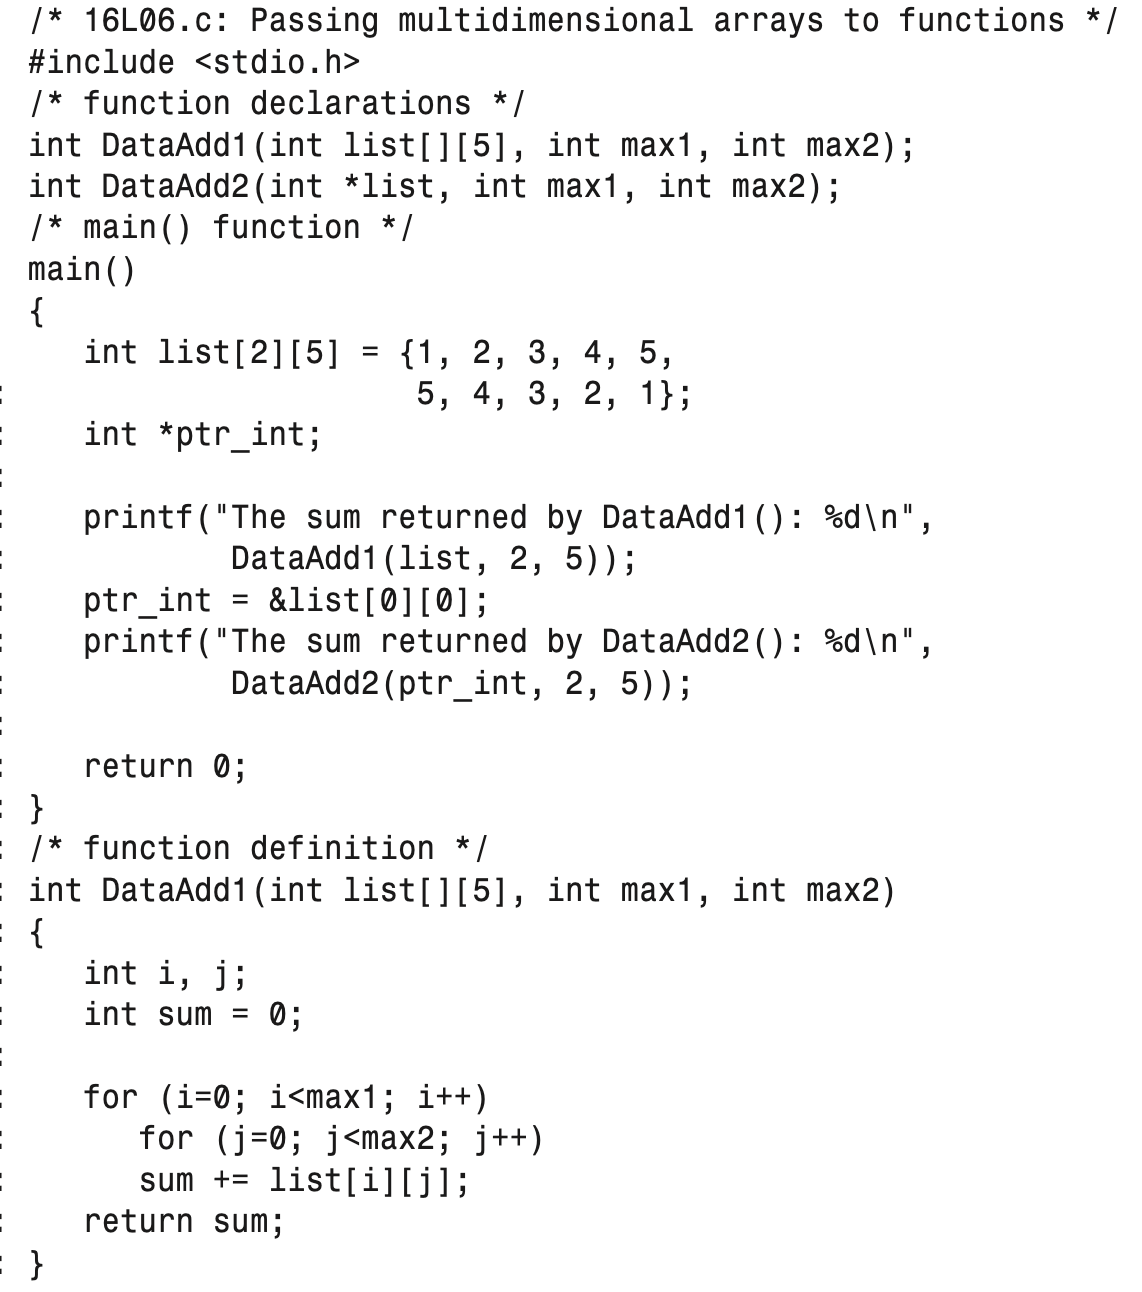 /* 16L06.c: Passing multidimensional arrays to functions */
#include <stdio.h>
/* function declarations */
int DataAdd1(int list[][5], int max1, int max2);
int DataAdd2(int *list, int max1, int max2);
/* main() function */
main()
{
   int list[2][5] = {1, 2, 3, 4, 5,
:                     5, 4, 3, 2, 1};
:   int *ptr_int;
:
:   printf("The sum returned by DataAdd1(): %d\n",
:           DataAdd1(list, 2, 5));
:   ptr_int = &list[0][0];
:   printf("The sum returned by DataAdd2(): %d\n",
:           DataAdd2(ptr_int, 2, 5));
:
:   return 0;
: }
: /* function definition */
: int DataAdd1(int list[][5], int max1, int max2)
: {
:   int i, j;
:   int sum = 0;
:
:   for (i=0; i<max1; i++)
:      for (j=0; j<max2; j++)
:      sum += list[i][j];
:   return sum;
: }